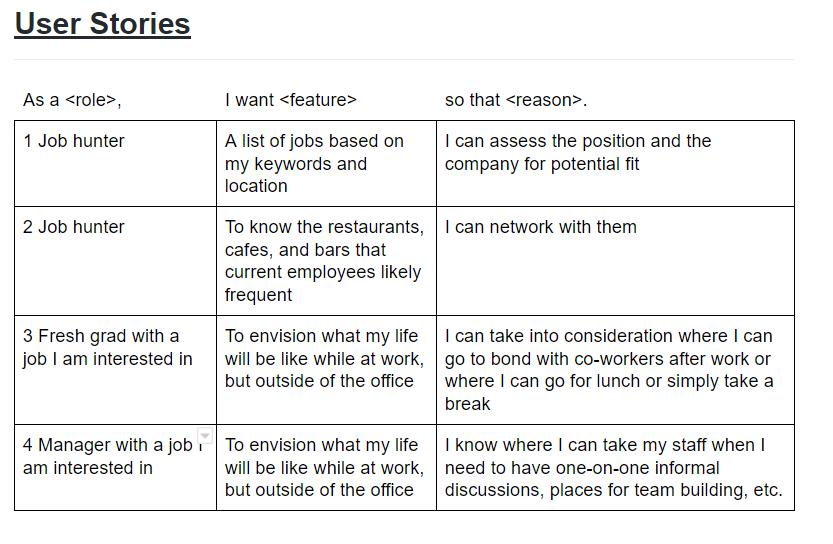 User Stories
As a <role>,
I want <feature>
so that <reason>.
1 Job hunter
A list of jobs based on
my keywords and
location
I can assess the position and the
company for potential fit
2 Job hunter
To know the restaurants,
cafes, and bars that
current employees likely
frequent
I can network with them
3 Fresh grad with a
job I am interested in
To envision what my life
will be like while at work,
but outside of the office
I can take into consideration where I can
go to bond with co-workers after work or
where I can go for lunch or simply take a
break
4 Manager with a job I
am interested in
To envision what my life
will be like while at work,
but outside of the office
I know where I can take my staff when I
need to have one-on-one informal
discussions, places for team building, etc.